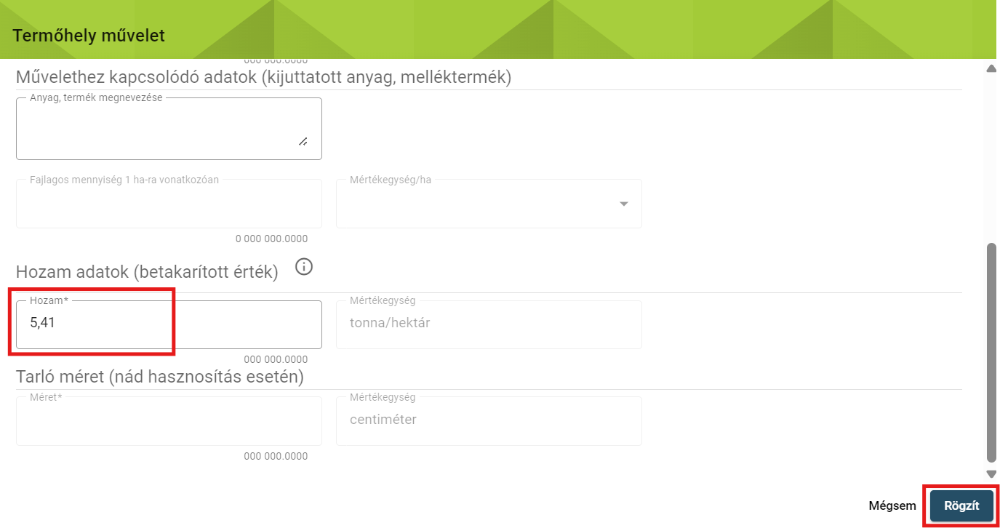 Termőhely művelet
000 000.0000
Művelethez kapcsolódó adatok (kijuttatott anyag, melléktermék)
Anyag, termék megnevezése
Fajlagos mennyiség 1 ha-ra vonatkozóan
Mértékegység/ha
0 000 000.0000
Hozam adatok (betakarított érték)
Hozam*
Mértékegység
5,41
tonna/hektár
000 000.0000
Tarló méret (nád hasznosítás esetén)
Méret*
Mértékegység
centiméter
000 000.0000
Mégsem
Rögzít